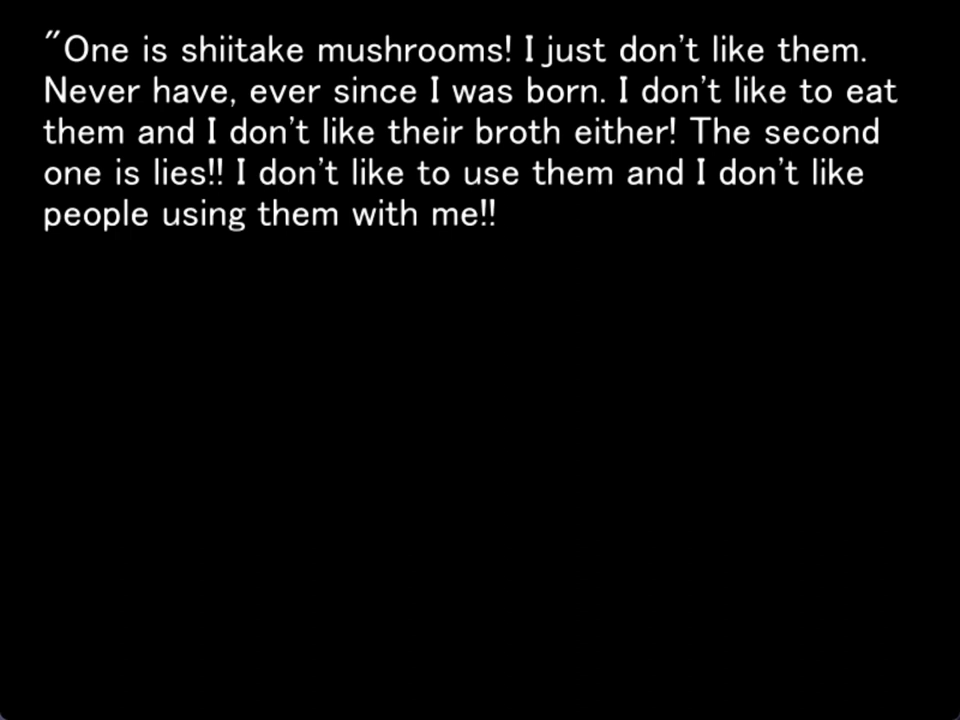 "One is shiitake mushrooms! I just don't like them.
Never have, ever since I was born. I don't like to eat
them and I don't like their broth either! The second
one is lies!! I don't like to use them and I don't like
people using them with me!!